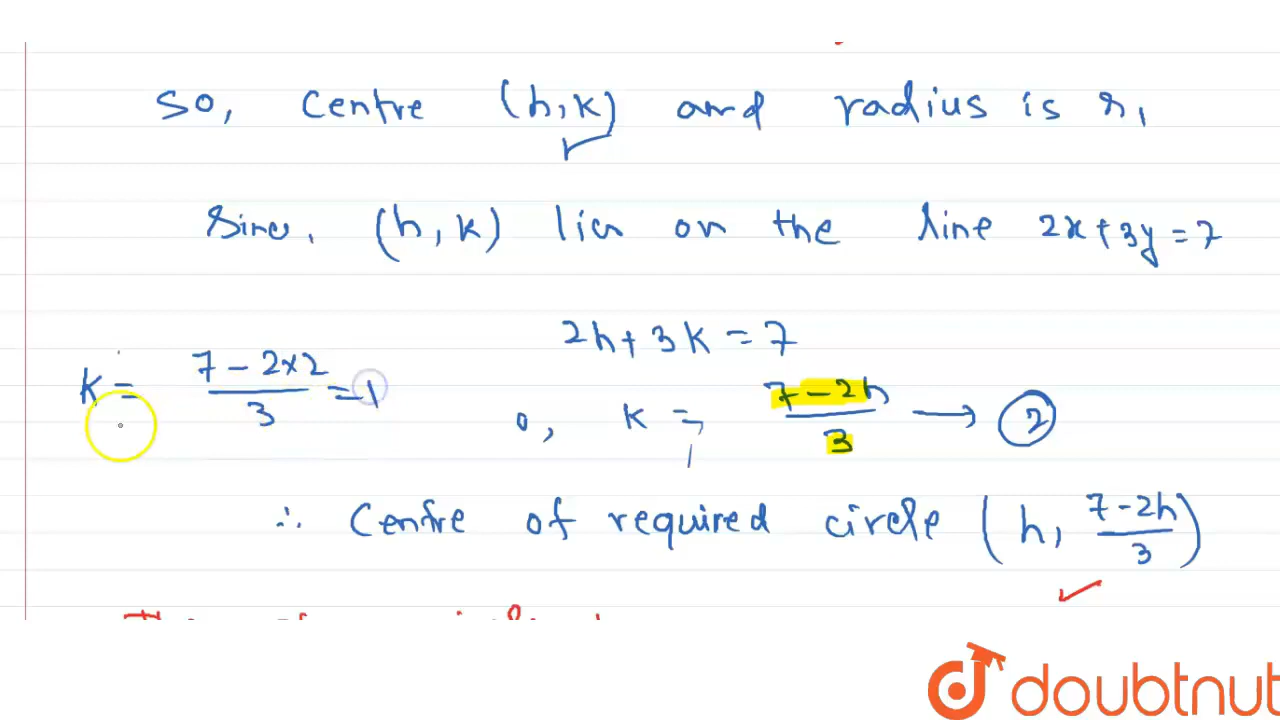 So, Centre (h, k) and radius is r,
Since, (h, k) lies on the line 2x+3y=7
2h+3k=7
k= 7-2×2/3 =1
o, k = 7-2h/3 → 2
∴ Centre of required circle (h, 7-2h/3)
doubtnut